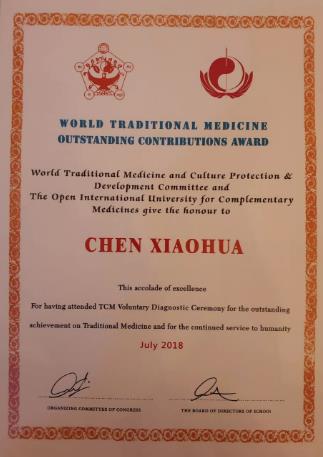 WORLD TRADITIONAL MEDICINE
OUTSTANDING CONTRIBUTIONS AWARD
World Traditional Medicine and Culture Protection &
Development Committee and
The Open International University for Complementary
Medicines give the honour to
CHEN XIAOHUA
This accolade of excellence
For having attended TCM Voluntary Diagnostic Ceremony for the outstanding
achievement on Traditional Medicine and for the continued service to humanity
July 2018
ORGANIZING COMMITTEE OF CONGRESS
THE BOARD OF DIRECTORS OF SCHOOL